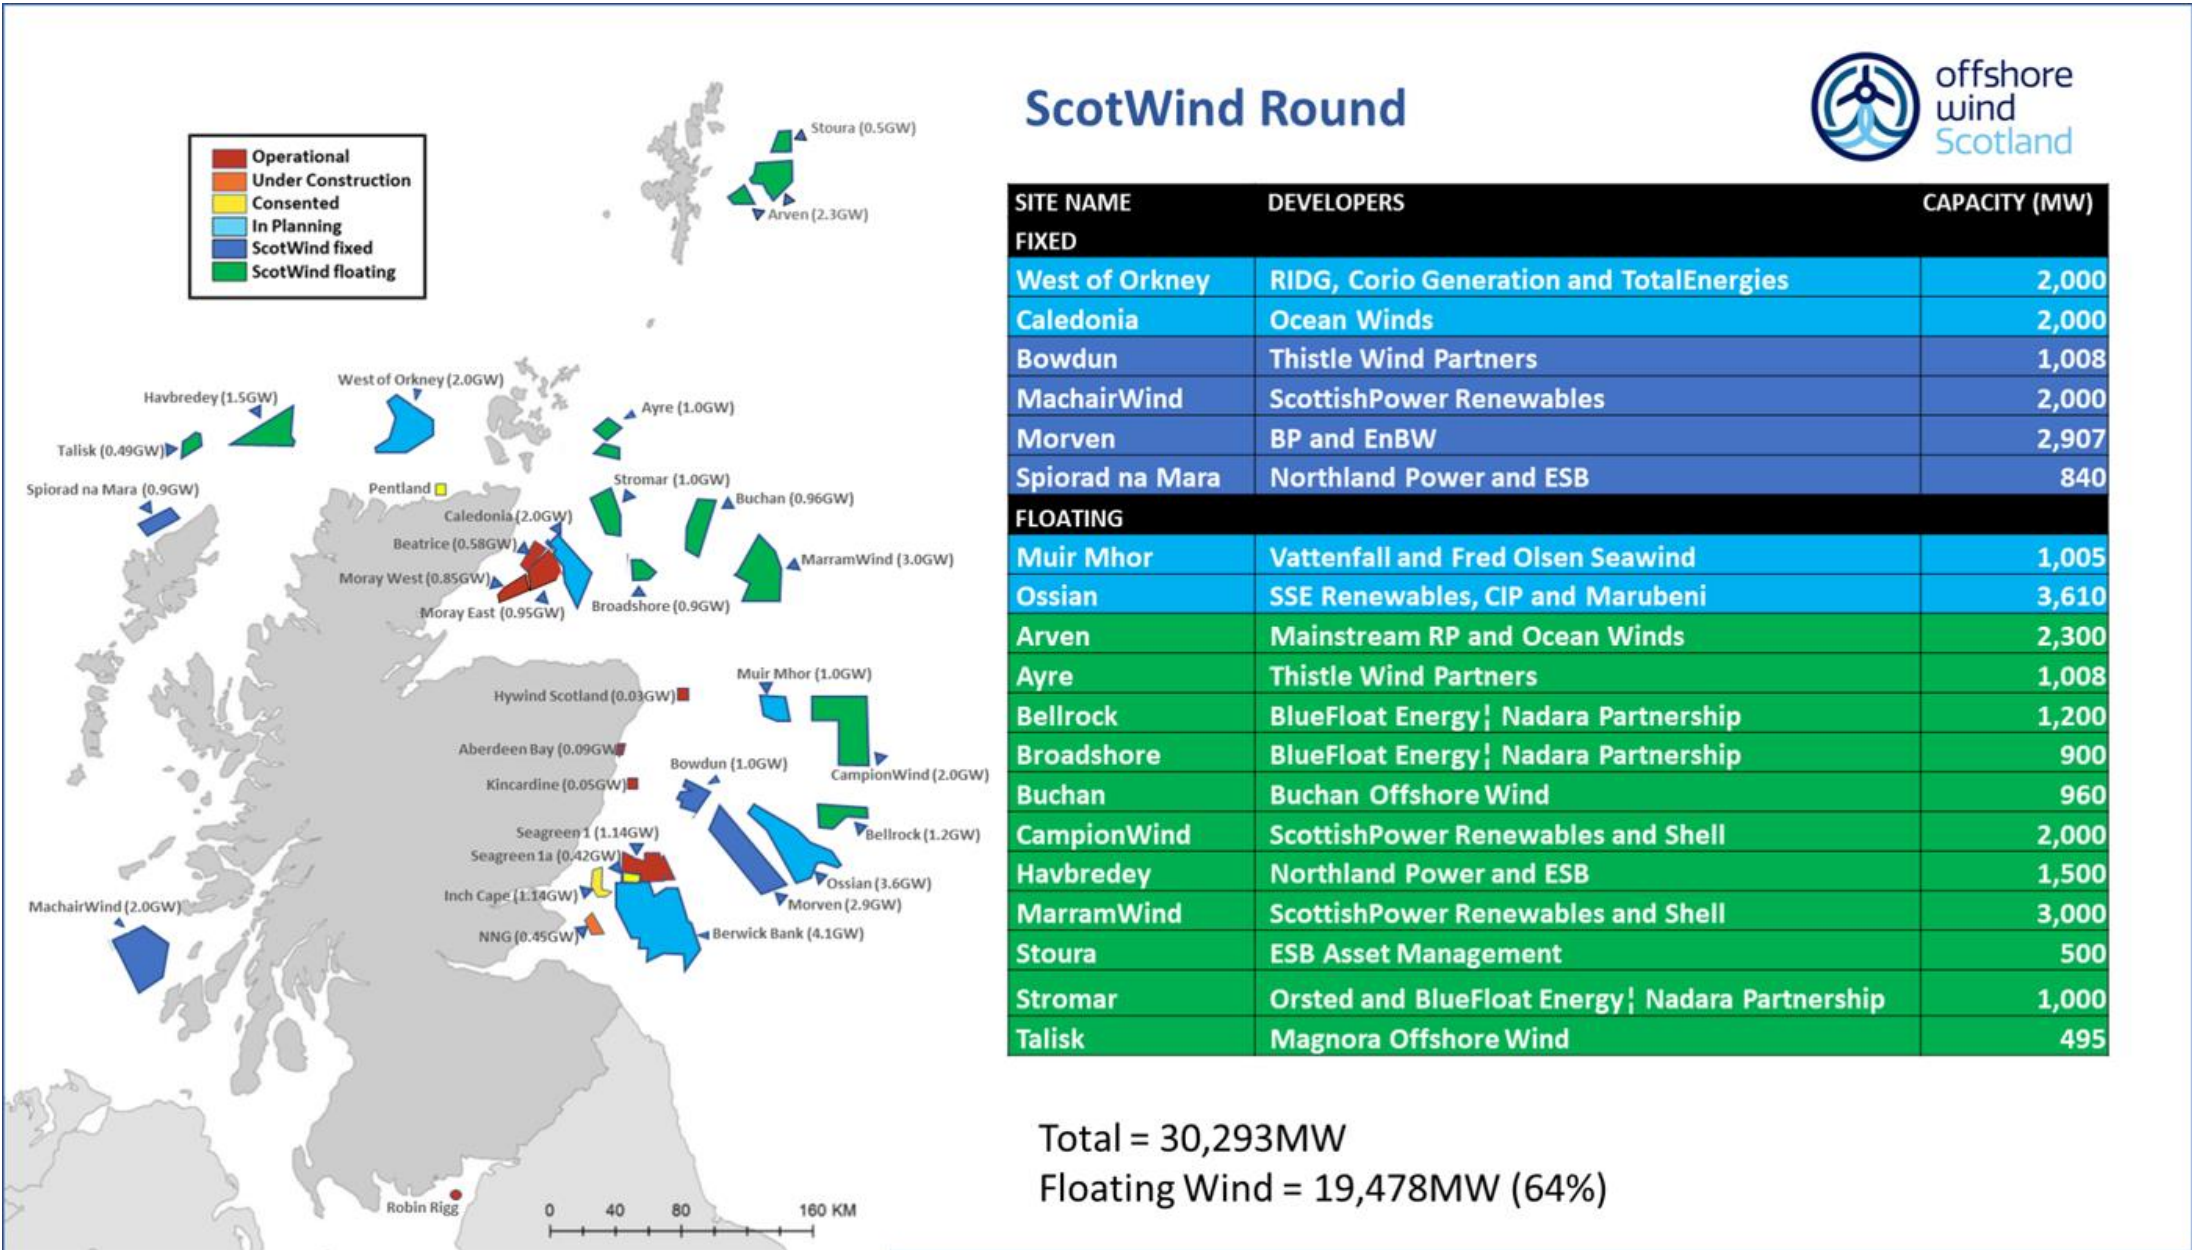 ScotWind Round
offshore
wind
Scotland
Operational
Under Construction
Consented
In Planning
ScotWind fixed
ScotWind floating
Stoura (0.5GW)
Arven (2.3GW)
West of Orkney (2.0GW)
Havbredey (1.5GW)
Ayre (1.0GW)
Talisk (0.49GW)
Stromar (1.0GW)
Spiorad na Mara (0.9GW)
Pentland
Buchan (0.96GW)
Caledonia (2.0GW)
Beatrice (0.58GW)
MarramWind (3.0GW)
Moray West (0.85GW)
Broadshore (0.9GW)
Moray East (0.95GW)
Muir Mhor (1.0GW)
Hywind Scotland (0.03GW)
Aberdeen Bay (0.09GW)
Bowdun (1.0GW)
CampionWind (2.0GW)
Kincardine (0.05GW)
Seagreen 1 (1.14GW)
Bellrock (1.2GW)
Seagreen 1a (0.42GW)
Ossian (3.6GW)
Inch Cape (1.14GW)
Morven (2.9GW)
MachairWind (2.0GW)
NNG (0.45GW)
Berwick Bank (4.1GW)
Robin Rigg
0 40 80 160 KM
SITE NAME DEVELOPERS CAPACITY (MW)
FIXED
West of Orkney RIDG, Corio Generation and TotalEnergies 2,000
Caledonia Ocean Winds 2,000
Bowdun Thistle Wind Partners 1,008
MachairWind ScottishPower Renewables 2,000
Morven BP and EnBW 2,907
Spiorad na Mara Northland Power and ESB 840
FLOATING
Muir Mhor Vattenfall and Fred Olsen Seawind 1,005
Ossian SSE Renewables, CIP and Marubeni 3,610
Arven Mainstream RP and Ocean Winds 2,300
Ayre Thistle Wind Partners 1,008
Bellrock BlueFloat Energy¦ Nadara Partnership 1,200
Broadshore BlueFloat Energy¦ Nadara Partnership 900
Buchan Buchan Offshore Wind 960
CampionWind ScottishPower Renewables and Shell 2,000
Havbredey Northland Power and ESB 1,500
MarramWind ScottishPower Renewables and Shell 3,000
Stoura ESB Asset Management 500
Stromar Orsted and BlueFloat Energy¦ Nadara Partnership 1,000
Talisk Magnora Offshore Wind 495
Total = 30,293MW
Floating Wind = 19,478MW (64%)